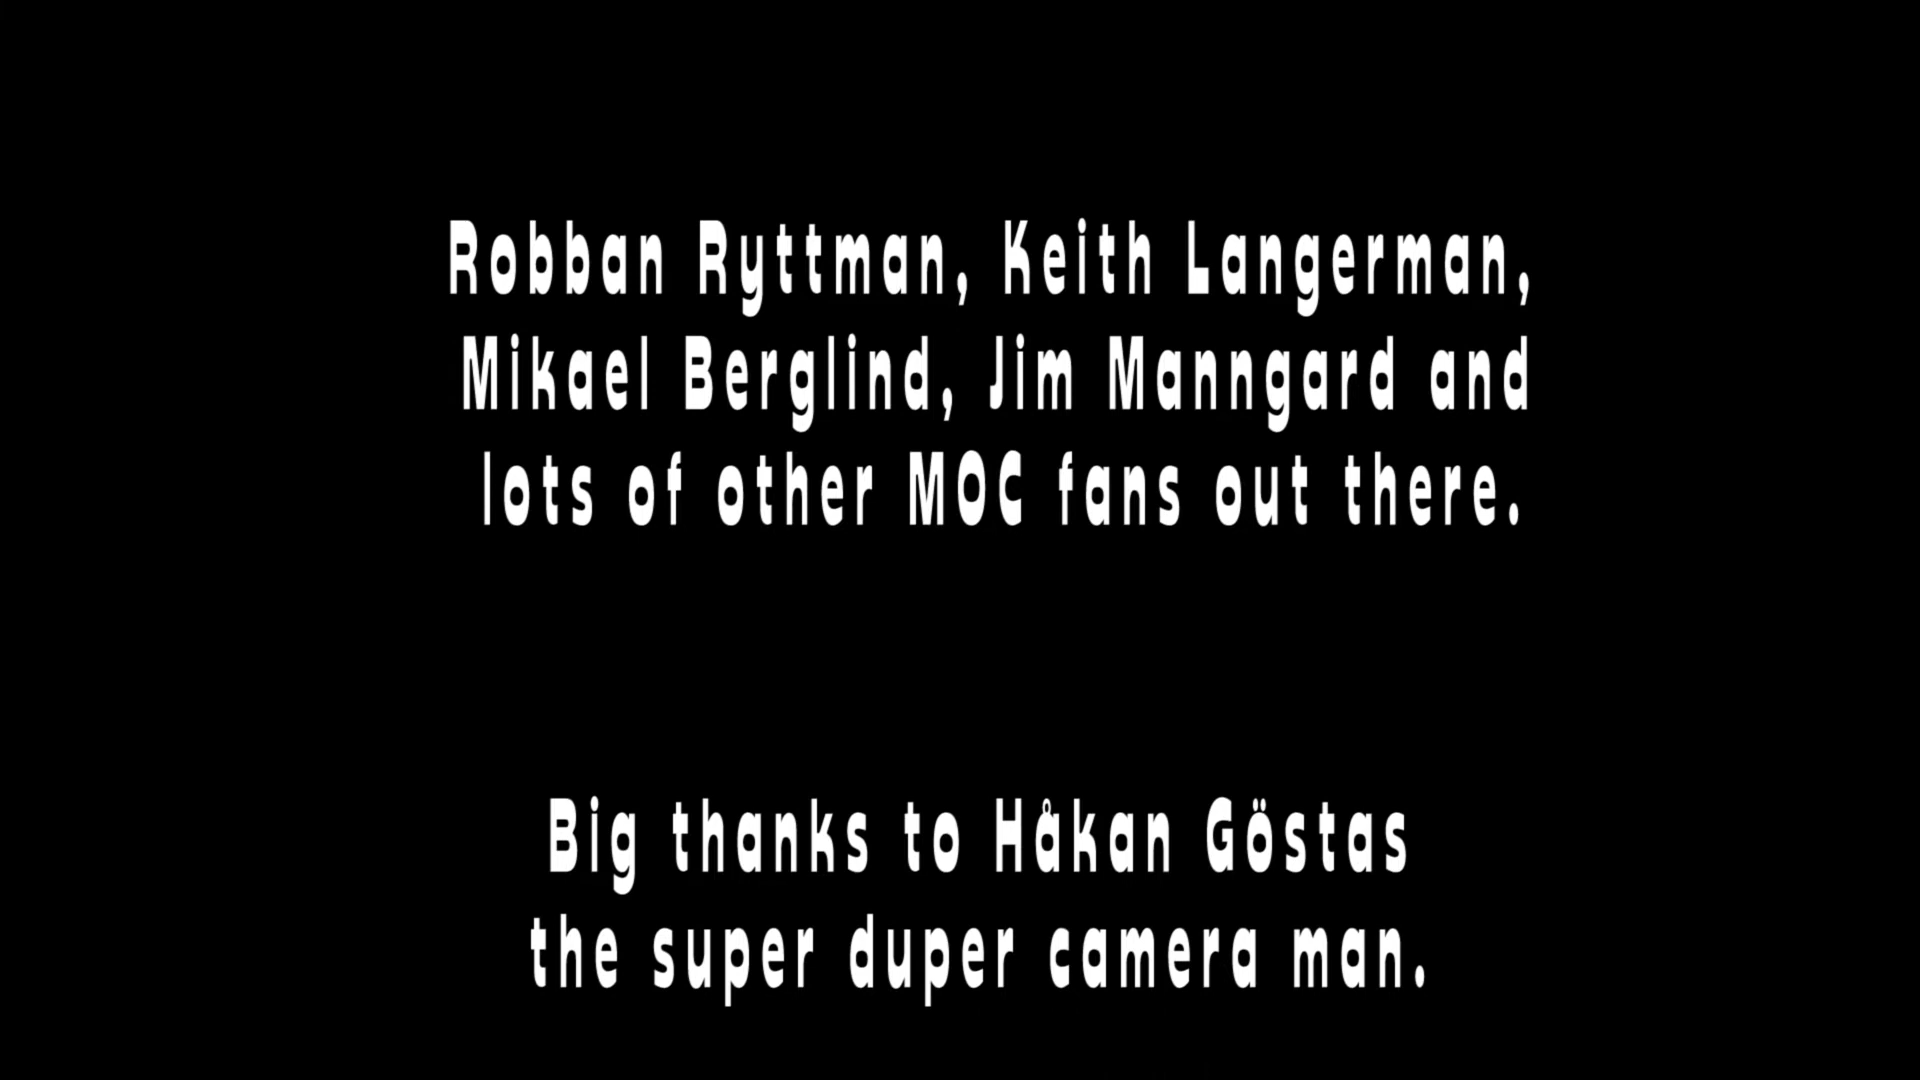 Robban Ryttman, Keith Langerman,
Mikael Berglind, Jim Manngard and
lots of other MOC fans out there.
Big thanks to Håkan Göstas
the super duper camera man.